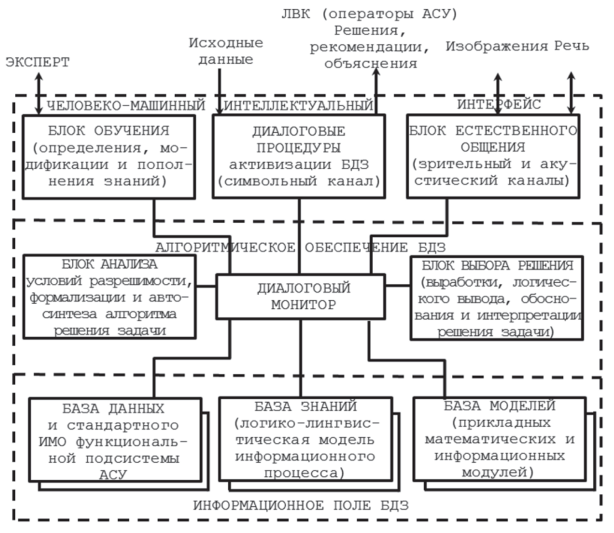 ЛВК (операторы АСУ)
Решения,
рекомендации,
объяснения
Исходные
данные
Изображения Речь
ЭКСПЕРТ
ЧЕЛОВЕКО-МАШИННЫЙ ИНТЕЛЛЕКТУАЛЬНЫЙ ИНТЕРФЕЙС
БЛОК ОБУЧЕНИЯ
(определения, мо-
дификации и попол-
нения знаний)
ДИАЛОГОВЫЕ
ПРОЦЕДУРЫ
активизации БДЗ
(символьный канал)
БЛОК ЕСТЕСТВЕННОГО
ОБЩЕНИЯ
(зрительный и аку-
стический каналы)
АЛГОРИТМИЧЕСКОЕ ОБЕСПЕЧЕНИЕ БДЗ
БЛОК АНАЛИЗА
условий разрешимости,
формализации и авто-
синтеза алгоритма
решения задачи
ДИАЛОГОВЫЙ
МОНИТОР
БЛОК ВЫБОРА РЕШЕНИЯ
(выработки, логи-
ческого вывода, обосно-
вания и интерпретации
решения задачи)
БАЗА ДАННЫХ
и стандартного
ИМО функциональ-
ной подсистемы
АСУ
БАЗА ЗНАНИЙ
(логико-лингвис-
тическая модель
информационного
процесса)
БАЗА МОДЕЛЕЙ
(прикладных
математических и
информационных
модулей)
ИНФОРМАЦИОННОЕ ПОЛЕ БДЗ